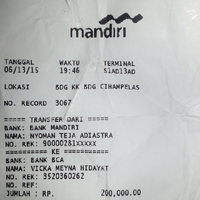 mandiri
TANGGAL WAKTU TERMINAL
06/13/15 19:46 S1AD13AD
LOKASI BDG KK BDG CIHAMPELAS
NO. RECORD 3067
===== TRANSFER DARI =====
BANK: BANK MANDIRI
NAMA: NYOMAN TEJA ADIASTRA
NO. REK: 90000281xxxxx
========== KE ==========
BANK: BANK BCA
NAMA: VICKA MEYNA HIDAYAT
NO. REK: 3520360262
NO. REF:
JUMLAH : RP. 200,000.00